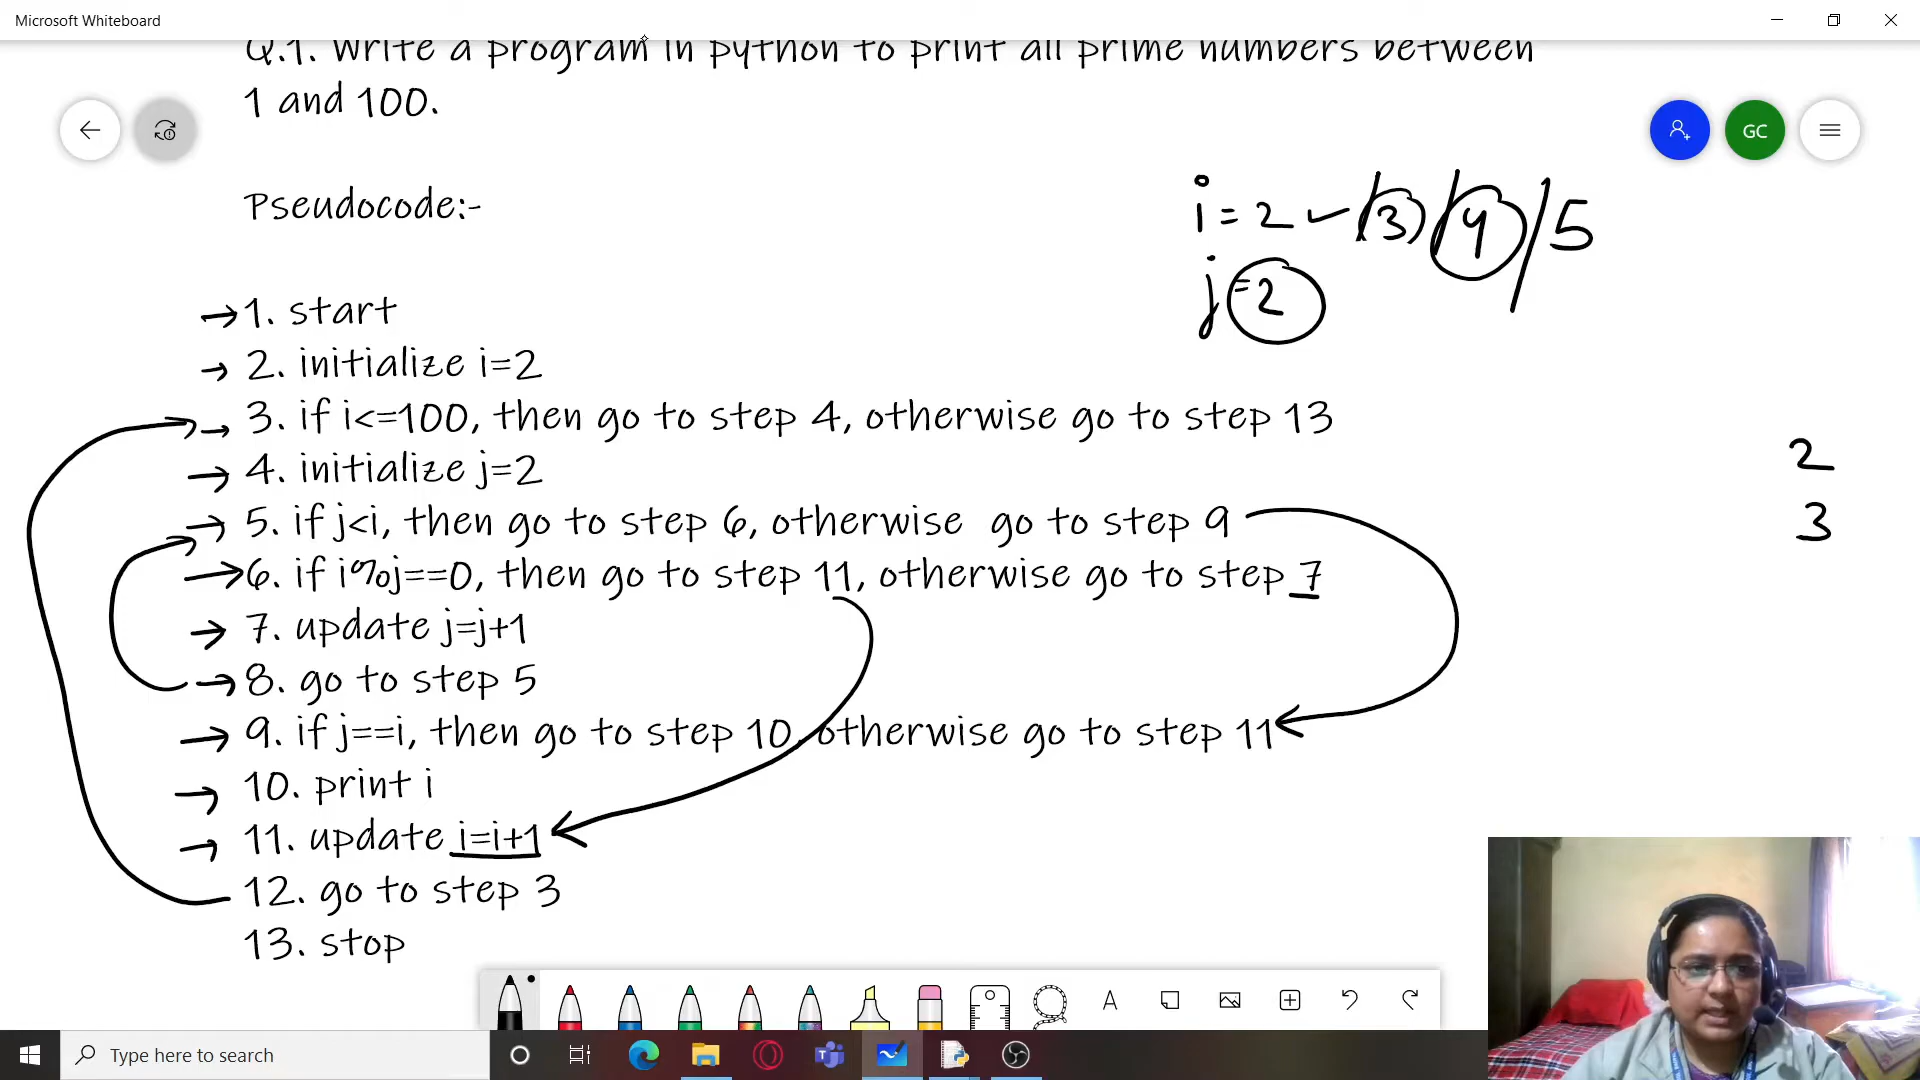 Microsoft Whiteboard
Q.1. Write a program in python to print all prime numbers between
1 and 100.
GC
Pseudocode:-
i = 2 3 4 5
j = 2
1. start
2. initialize i=2
3. if i<=100, then go to step 4, otherwise go to step 13
4. initialize j=2
2
5. if j<i, then go to step 6, otherwise go to step 9
3
6. if i%j==0, then go to step 11, otherwise go to step 7
7. update j=j+1
8. go to step 5
9. if j==i, then go to step 10, otherwise go to step 11
10. print i
11. update i=i+1
12. go to step 3
13. stop
A
Type here to search